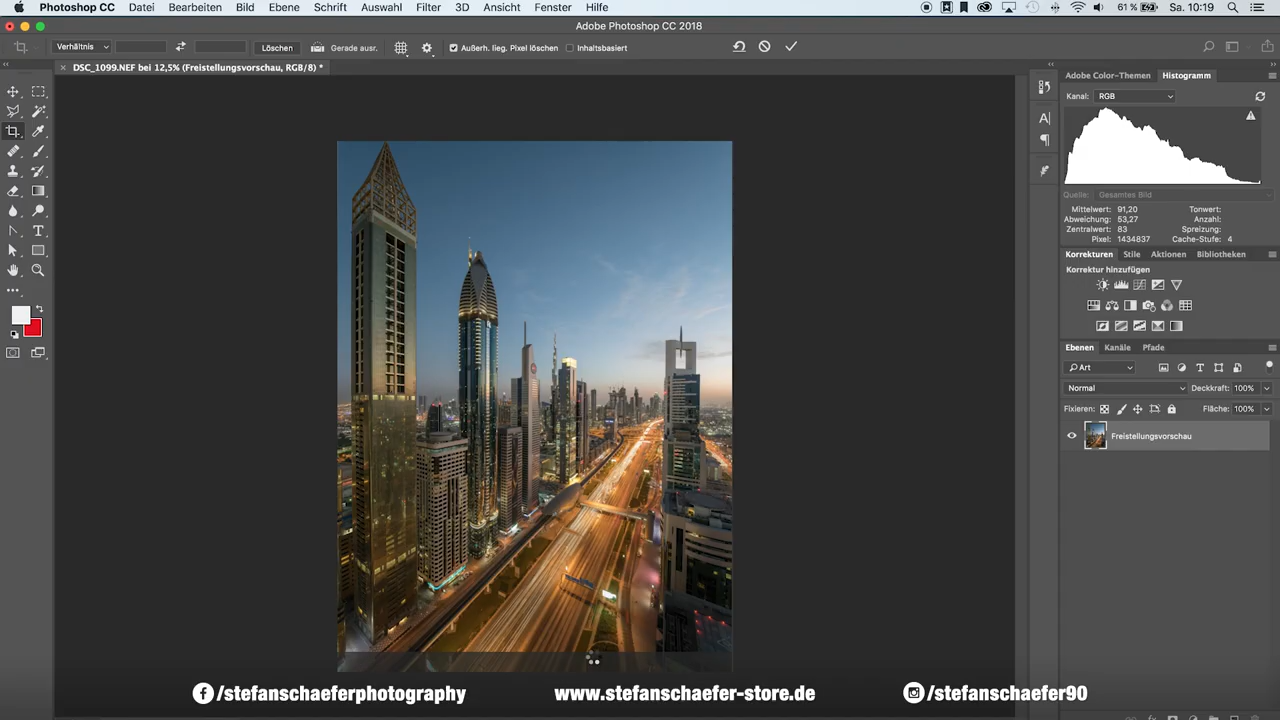 Photoshop CC Datei Bearbeiten Bild Ebene Schrift Auswahl Filter 3D Ansicht Fenster Hilfe 61 % Sa. 10:19
Adobe Photoshop CC 2018
Verhältnis Löschen Gerade ausr. Außerh. lieg. Pixel löschen Inhaltsbasiert
DSC_1099.NEF bei 12,5% (Freistellungsvorschau, RGB/8) *
Adobe Color-Themen Histogramm
Kanal: RGB
Quelle: Gesamtes Bild
Mittelwert: 91,20 Tonwert:
Abweichung: 53,27 Anzahl:
Zentralwert: 83 Spreizung:
Pixel: 1434837 Cache-Stufe: 4
Korrekturen Stile Aktionen Bibliotheken
Korrektur hinzufügen
Ebenen Kanäle Pfade
Art
Normal Deckkraft: 100%
Fixieren: Fläche: 100%
Freistellungsvorschau
/stefanschaeferphotography www.stefanschaefer-store.de /stefanschaefer90